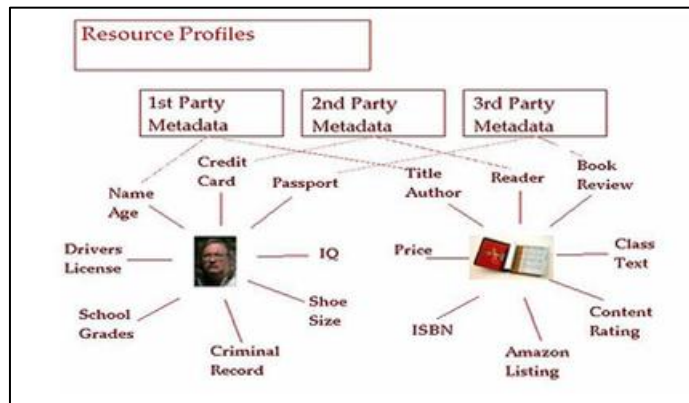 Resource Profiles
1st Party
Metadata
2nd Party
Metadata
3rd Party
Metadata
Name
Age
Credit
Card
Passport
Title
Author
Reader
Book
Review
Drivers
License
IQ
Price
Class
Text
School
Grades
Shoe
Size
Criminal
Record
ISBN
Amazon
Listing
Content
Rating